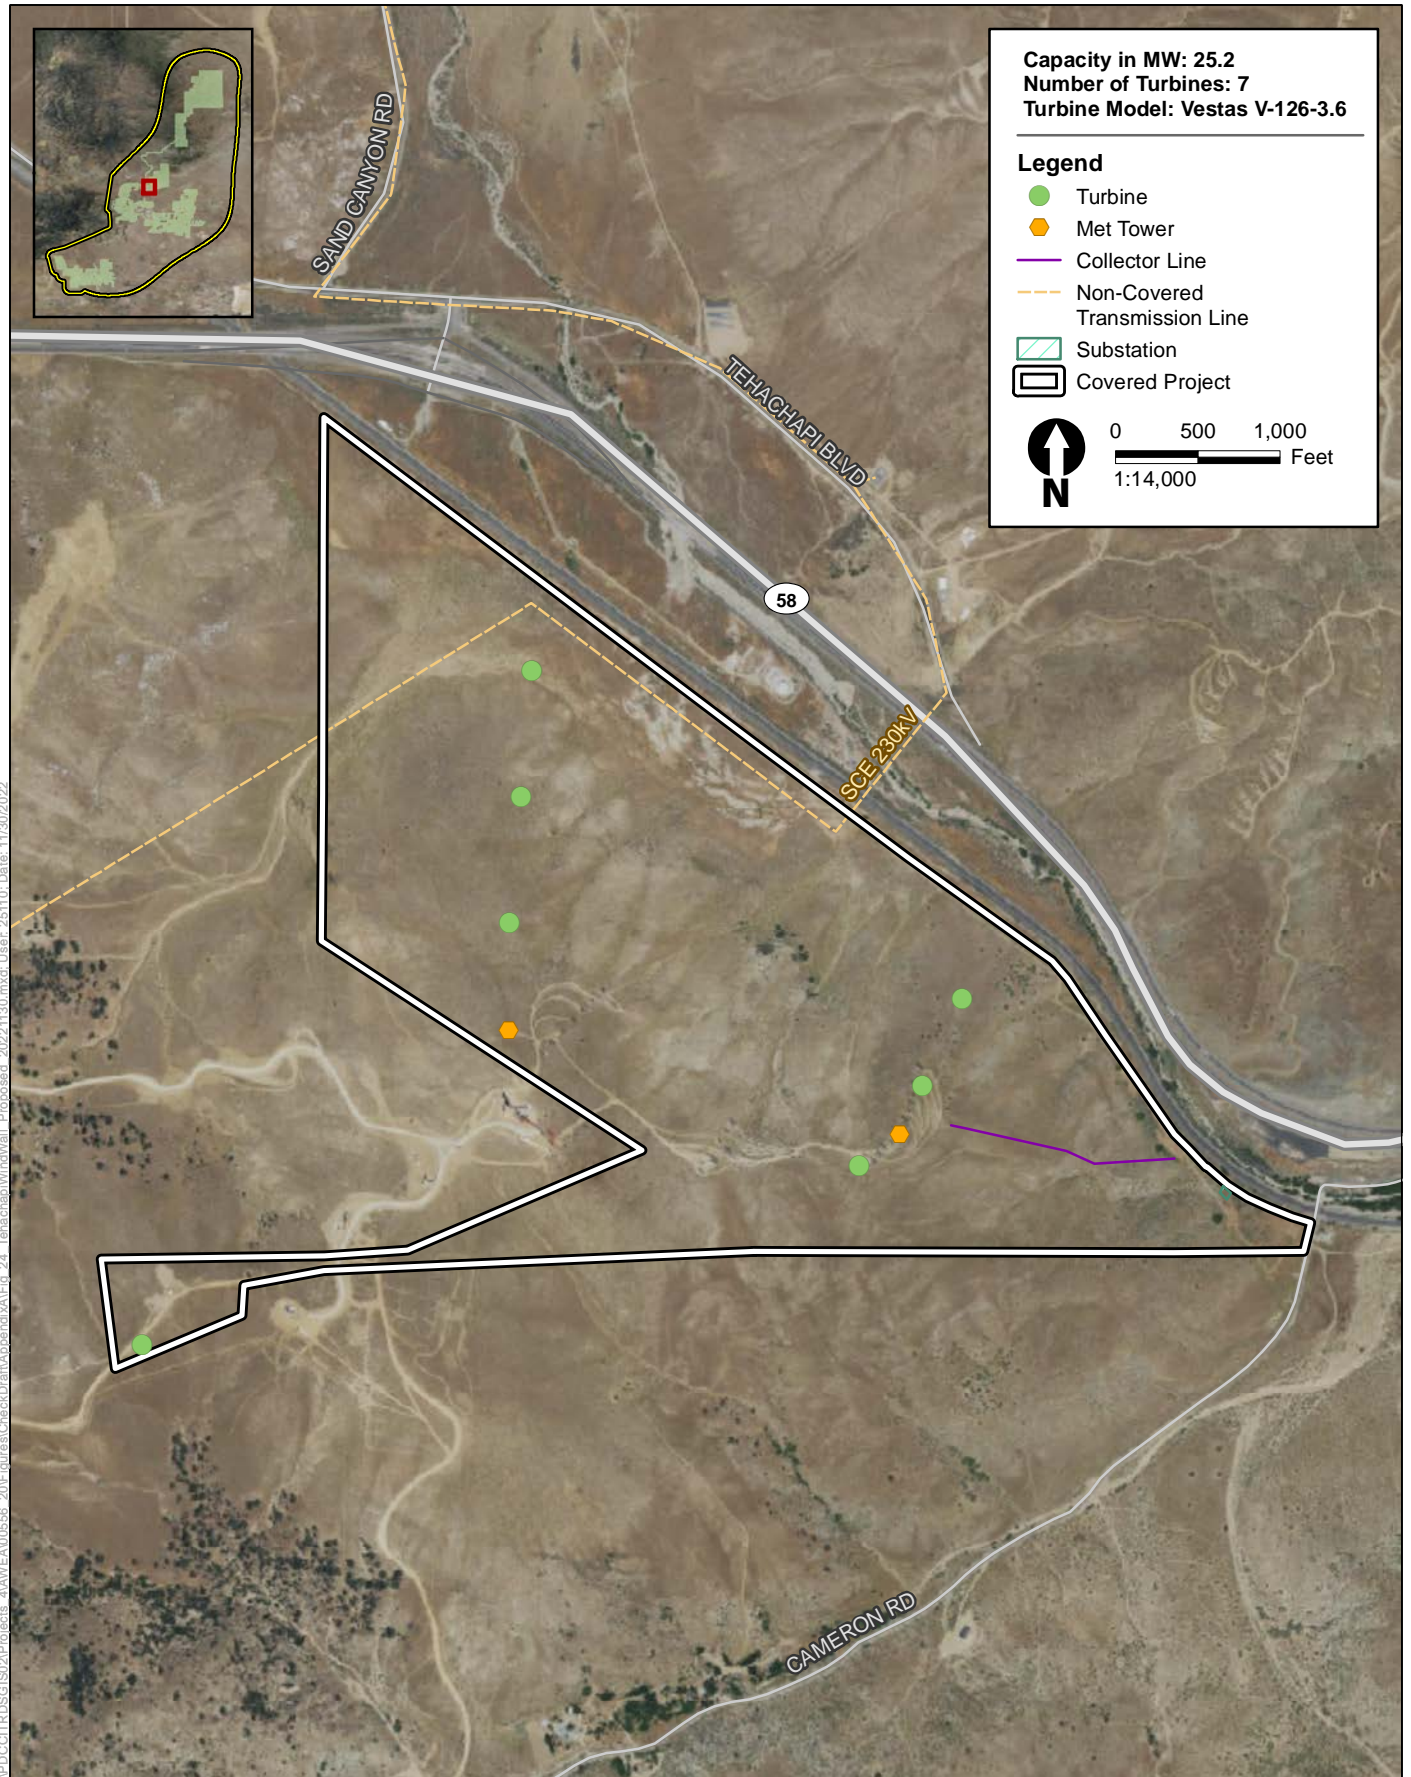 Capacity in MW: 25.2
Number of Turbines: 7
Turbine Model: Vestas V-126-3.6
Legend
Turbine
Met Tower
Collector Line
Non-Covered
Transmission Line
Substation
Covered Project
0 500 1,000
Feet
1:14,000
N
SAND CANYON RD
TEHACHAPI BLVD
58
SCE 230kV
CAMERON RD